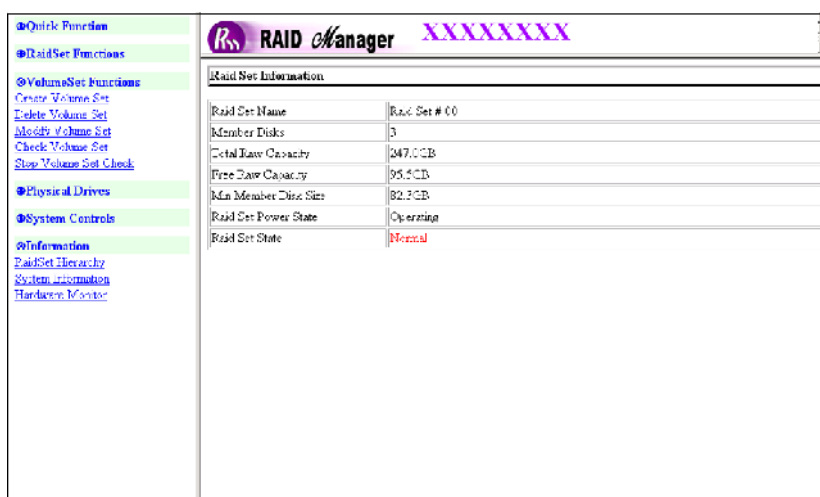 Quick Function
RaidSet Functions
VolumeSet Functions
Create Volume Set
Delete Volume Set
Modify Volume Set
Check Volume Set
Stop Volume Set Check
Physical Drives
System Controls
Information
RaidSet Hierarchy
System Information
Hardware Monitor
RAID Manager XXXXXXXX
Raid Set Information
Raid Set Name Raid Set # 00
Member Disks 3
Total Raw Capacity 247.0GB
Free Raw Capacity 95.5GB
Min Member Disk Size 82.3GB
Raid Set Power State Operating
Raid Set State Normal